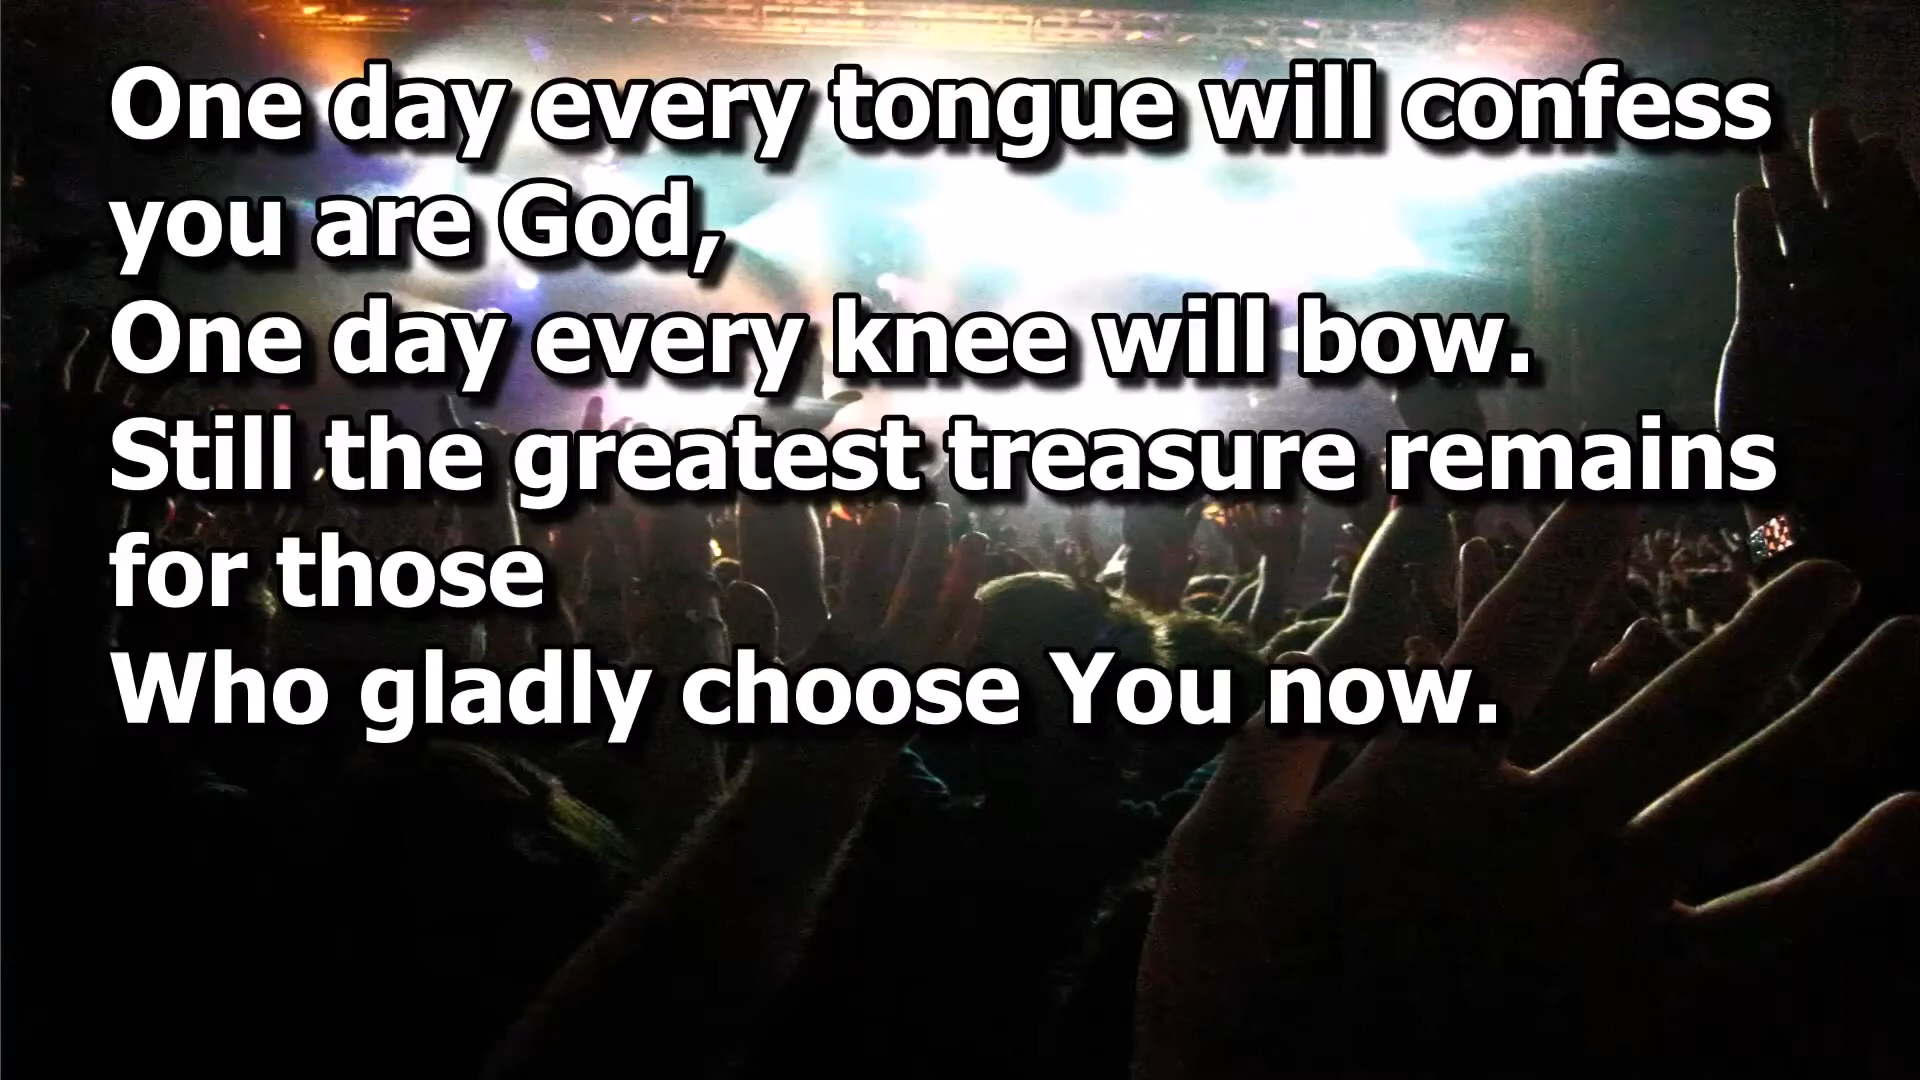 One day every tongue will confess
you are God,
One day every knee will bow.
Still the greatest treasure remains
for those
Who gladly choose You now.